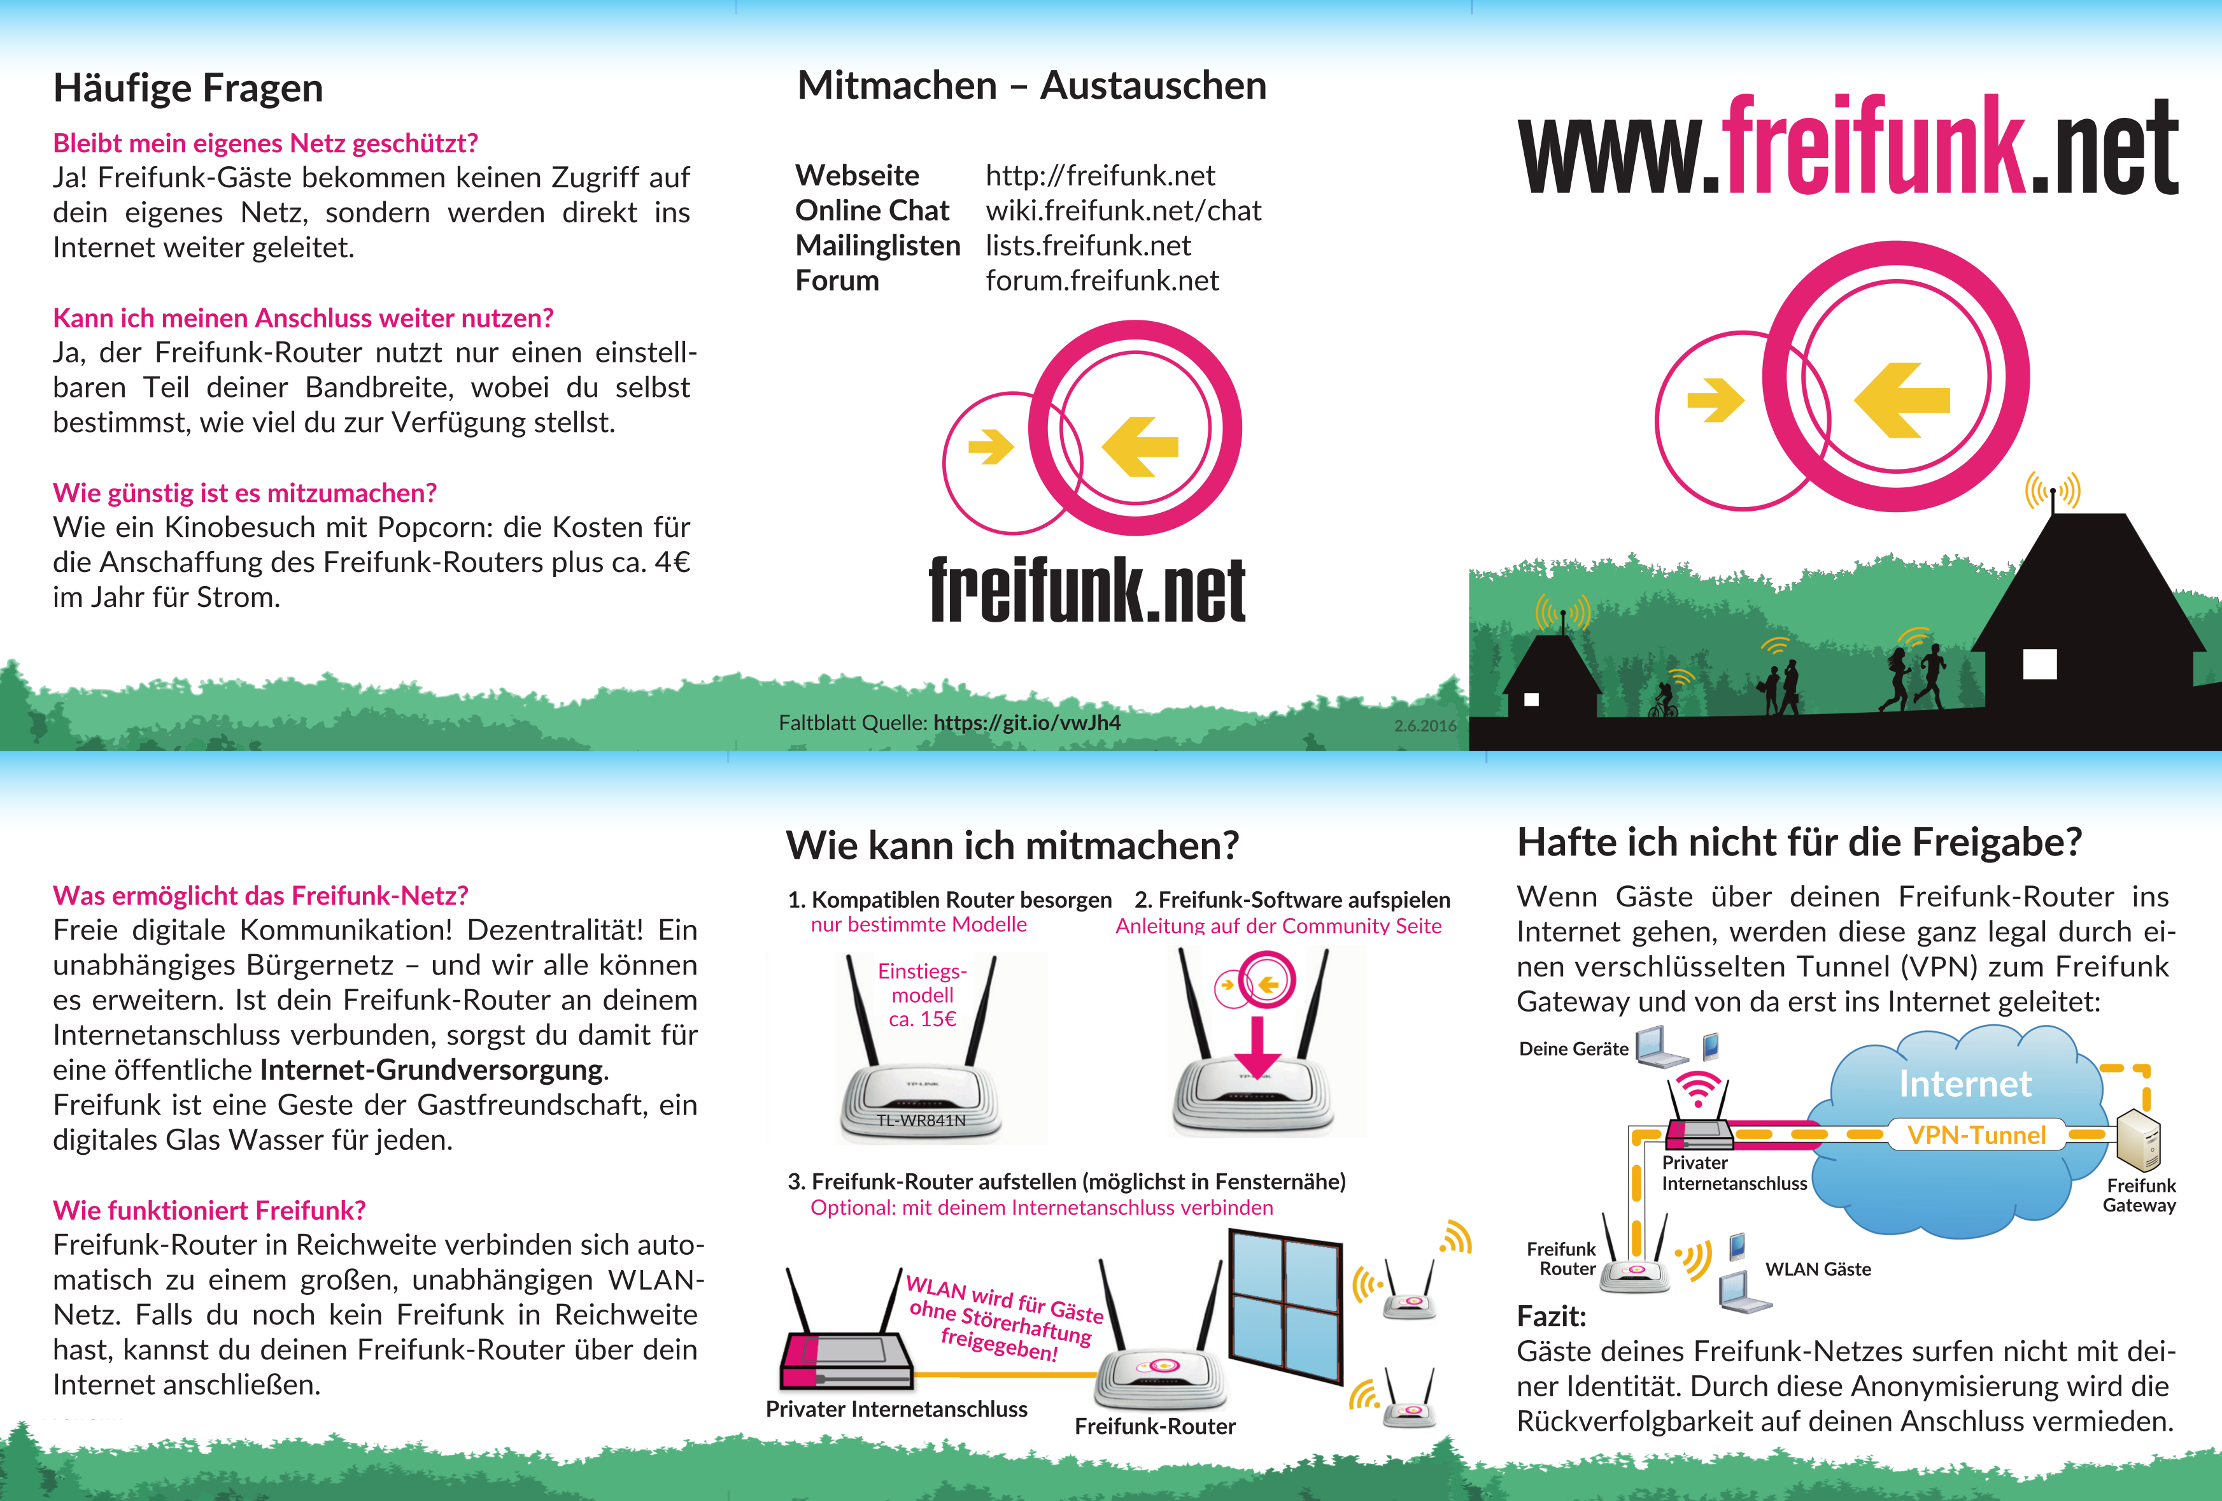 Häufige Fragen
Bleibt mein eigenes Netz geschützt?
Ja! Freifunk-Gäste bekommen keinen Zugriff auf
dein eigenes Netz, sondern werden direkt ins
Internet weiter geleitet.
Kann ich meinen Anschluss weiter nutzen?
Ja, der Freifunk-Router nutzt nur einen einstell-
baren Teil deiner Bandbreite, wobei du selbst
bestimmst, wie viel du zur Verfügung stellst.
Wie günstig ist es mitzumachen?
Wie ein Kinobesuch mit Popcorn: die Kosten für
die Anschaffung des Freifunk-Routers plus ca. 4€
im Jahr für Strom.
Mitmachen – Austauschen
Webseite http://freifunk.net
Online Chat wiki.freifunk.net/chat
Mailinglisten lists.freifunk.net
Forum forum.freifunk.net
freifunk.net
Faltblatt Quelle: https://git.io/vwJh4
2.6.2016
www.freifunk.net
Was ermöglicht das Freifunk-Netz?
Freie digitale Kommunikation! Dezentralität! Ein
unabhängiges Bürgernetz – und wir alle können
es erweitern. Ist dein Freifunk-Router an deinem
Internetanschluss verbunden, sorgst du damit für
eine öffentliche Internet-Grundversorgung.
Freifunk ist eine Geste der Gastfreundschaft, ein
digitales Glas Wasser für jeden.
Wie funktioniert Freifunk?
Freifunk-Router in Reichweite verbinden sich auto-
matisch zu einem großen, unabhängigen WLAN-
Netz. Falls du noch kein Freifunk in Reichweite
hast, kannst du deinen Freifunk-Router über dein
Internet anschließen.
Wie kann ich mitmachen?
1. Kompatiblen Router besorgen
nur bestimmte Modelle
Einstiegs-
modell
ca. 15€
TP-LINK
TL-WR841N
2. Freifunk-Software aufspielen
Anleitung auf der Community Seite
3. Freifunk-Router aufstellen (möglichst in Fensternähe)
Optional: mit deinem Internetanschluss verbinden
WLAN wird für Gäste
ohne Störerhaftung
freigegeben!
Privater Internetanschluss
Freifunk-Router
Hafte ich nicht für die Freigabe?
Wenn Gäste über deinen Freifunk-Router ins
Internet gehen, werden diese ganz legal durch ei-
nen verschlüsselten Tunnel (VPN) zum Freifunk
Gateway und von da erst ins Internet geleitet:
Deine Geräte
Internet
VPN-Tunnel
Privater
Internetanschluss
Freifunk
Gateway
Freifunk
Router
WLAN Gäste
Fazit:
Gäste deines Freifunk-Netzes surfen nicht mit dei-
ner Identität. Durch diese Anonymisierung wird die
Rückverfolgbarkeit auf deinen Anschluss vermieden.